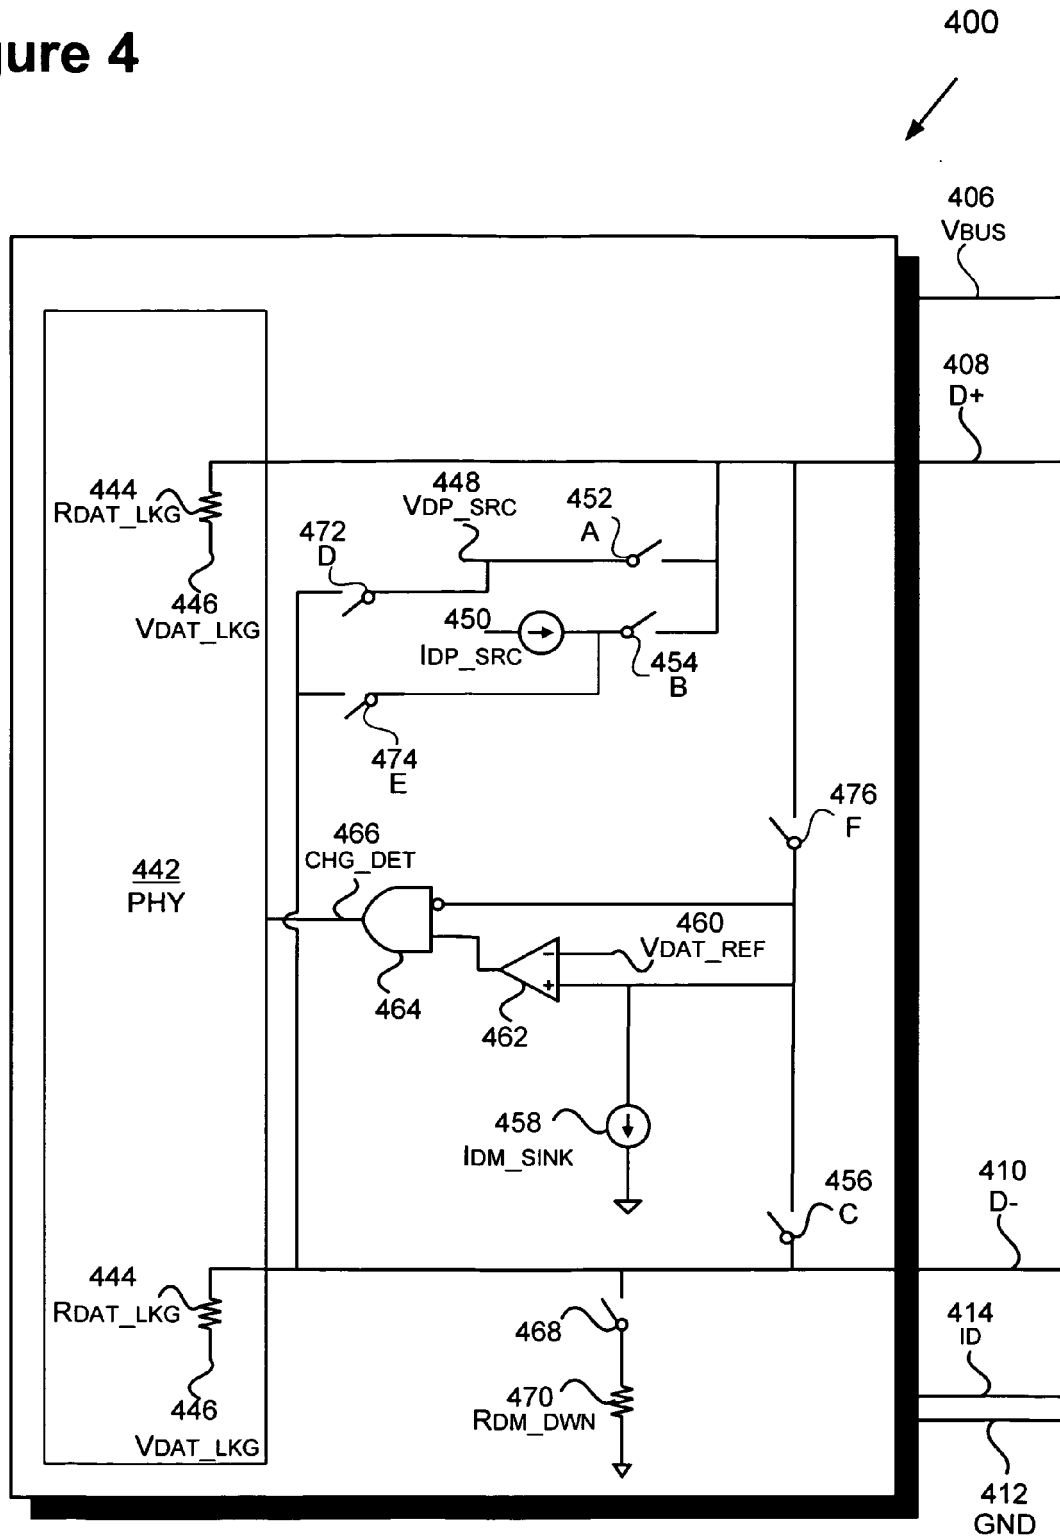 gure 4
400
406
VBUS
408
D+
444
RDAT_LKG
446
VDAT_LKG
448
VDP_SRC
452
A
472
D
450
IDP_SRC
454
B
474
E
476
F
466
CHG_DET
442
PHY
460
VDAT_REF
-
+
464
462
458
IDM_SINK
456
C
410
D-
444
RDAT_LKG
446
VDAT_LKG
468
470
RDM_DWN
414
ID
412
GND